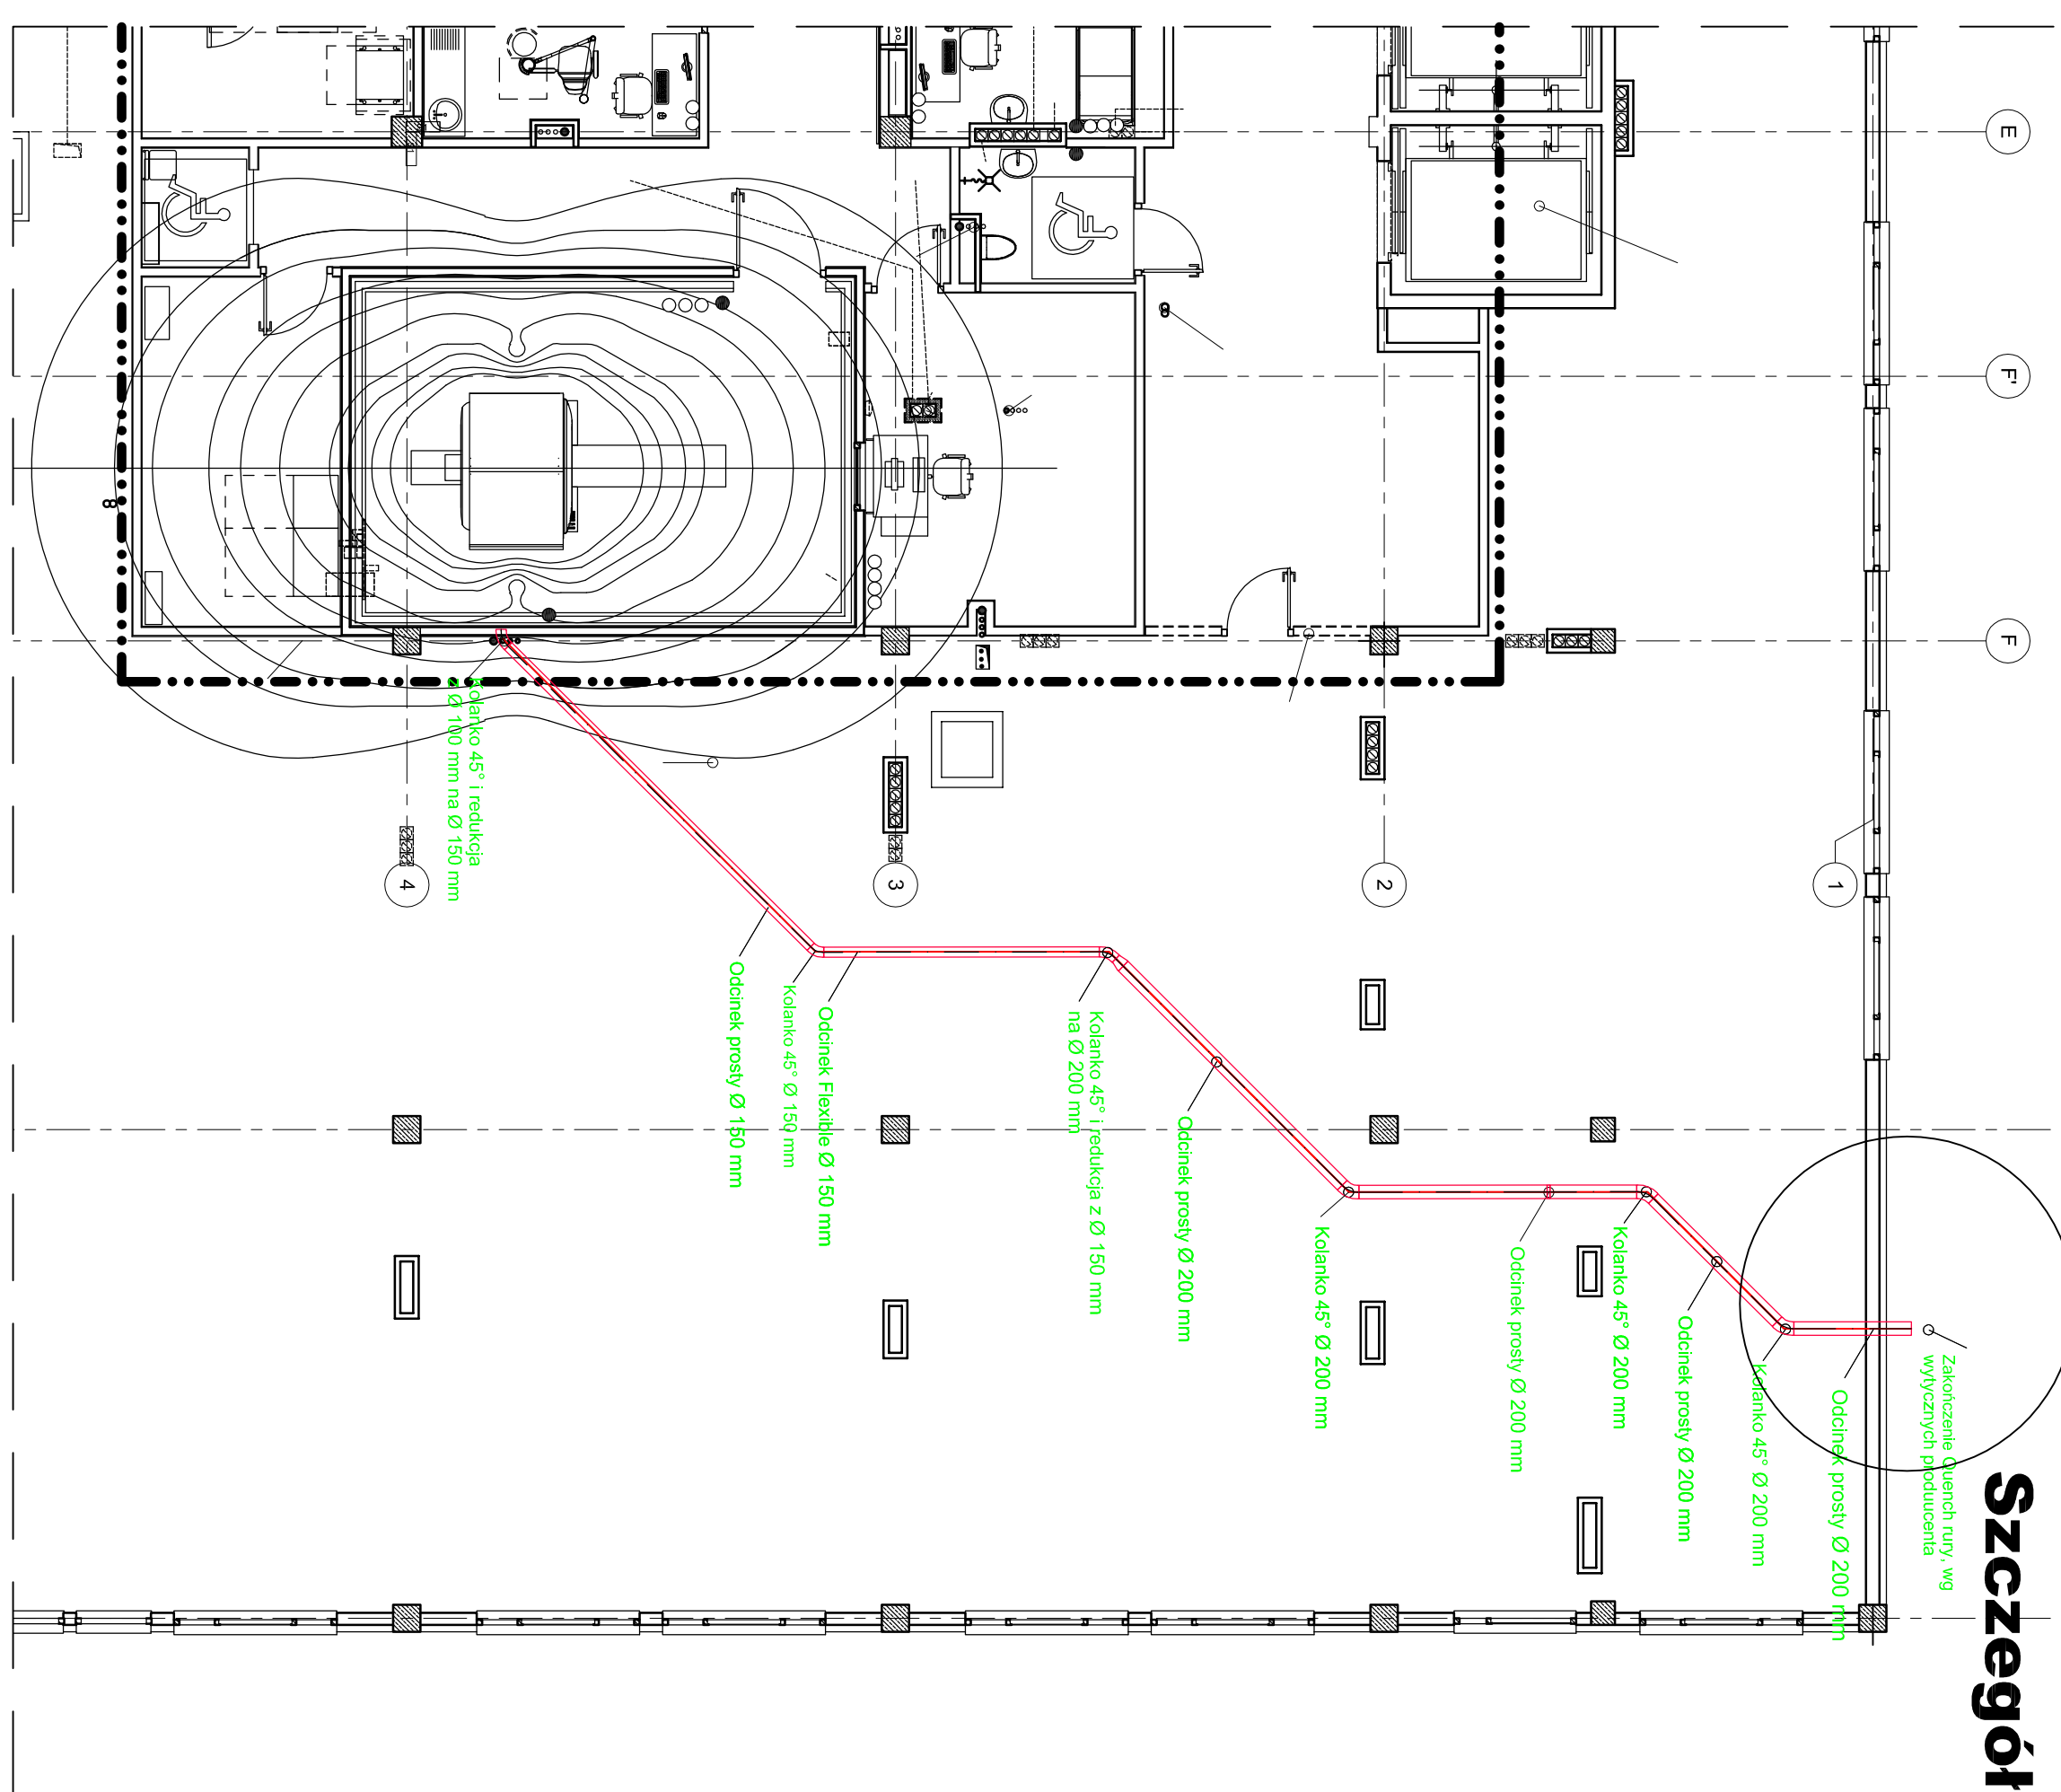 E
F'
F
8
4
3
2
1
Kolanko 45° i redukcja
z Ø 100 mm na Ø 150 mm
Odcinek prosty Ø 150 mm
Kolanko 45° Ø 150 mm
Odcinek Flexible Ø 150 mm
Kolanko 45° i redukcja z Ø 150 mm
na Ø 200 mm
Odcinek prosty Ø 200 mm
Kolanko 45° Ø 200 mm
Odcinek prosty Ø 200 mm
Kolanko 45° Ø 200 mm
Odcinek prosty Ø 200 mm
Kolanko 45° Ø 200 mm
Odcinek prosty Ø 200 mm
Zakończenie Quench rury, wg
wytycznych produucenta
Szczegół